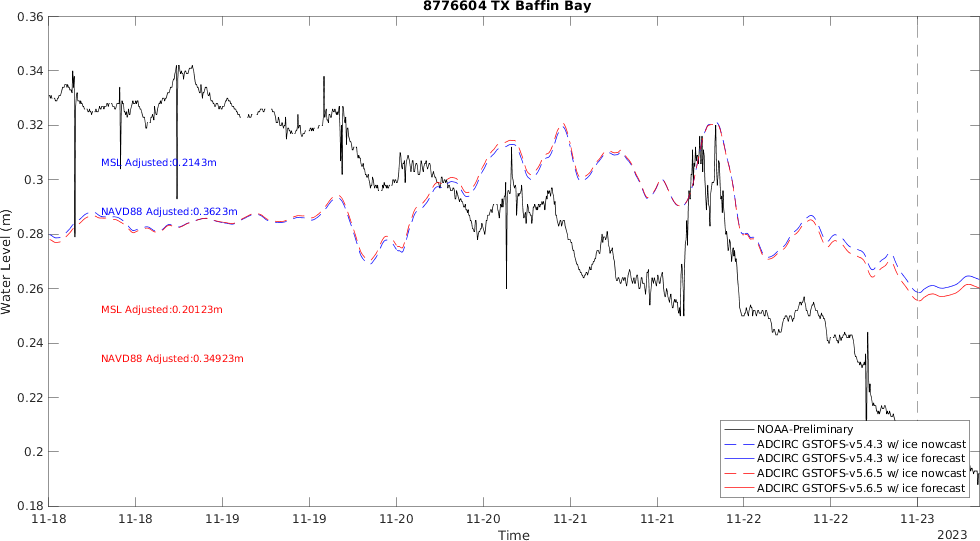 8776604 TX Baffin Bay
0.36
0.34
0.32
0.3
0.28
0.26
0.24
0.22
0.2
0.18
Water Level (m)
MSL Adjusted:0.2143m
NAVD88 Adjusted:0.3623m
MSL Adjusted:0.20123m
NAVD88 Adjusted:0.34923m
NOAA-Preliminary
ADCIRC GSTOFS-v5.4.3 w/ ice nowcast
ADCIRC GSTOFS-v5.4.3 w/ ice forecast
ADCIRC GSTOFS-v5.6.5 w/ ice nowcast
ADCIRC GSTOFS-v5.6.5 w/ ice forecast
11-18 11-18 11-19 11-19 11-20 11-20 11-21 11-21 11-22 11-22 11-23
Time
2023